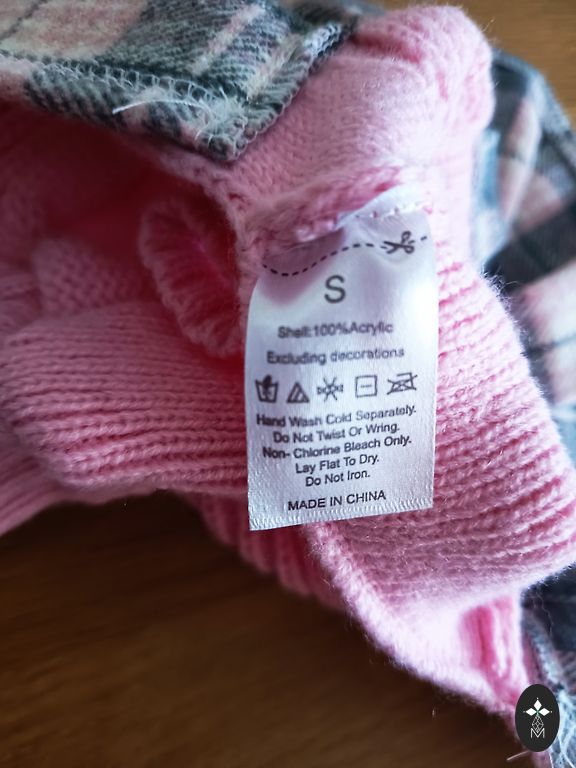 S
Shell:100%Acrylic
Excluding decorations
Hand Wash Cold Separately.
Do Not Twist Or Wring.
Non- Chlorine Bleach Only.
Lay Flat To Dry.
Do Not Iron.
MADE IN CHINA
M